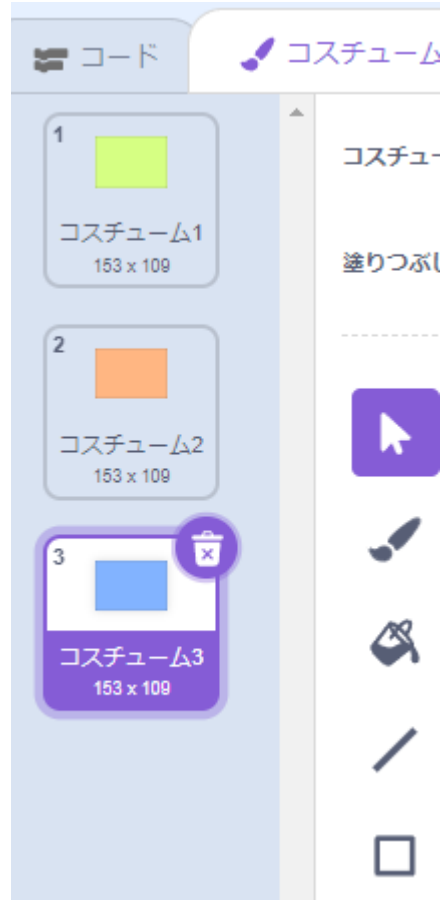 コード
コスチューム
1
コスチューム1
153 x 109
2
コスチューム2
153 x 109
3
コスチューム3
153 x 109
コスチュー
塗りつぶし